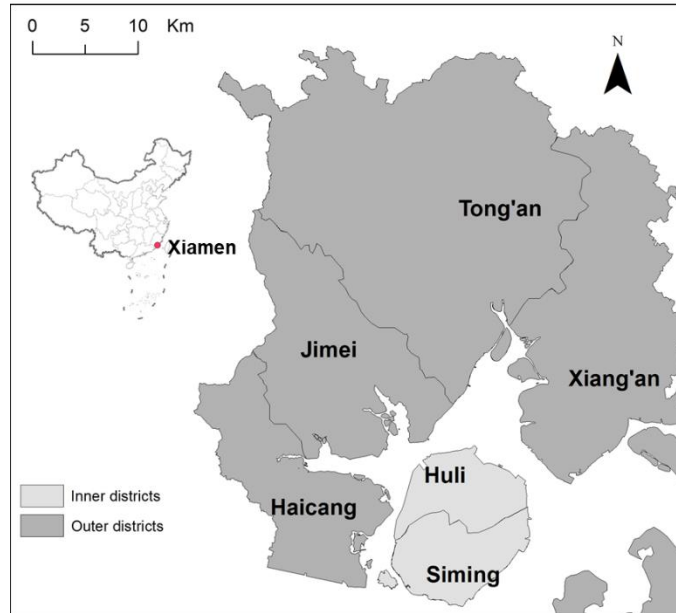 0 5 10 Km
N
Tong'an
Xiamen
Jimei
Xiang'an
Huli
Inner districts
Haicang
Outer districts
Siming